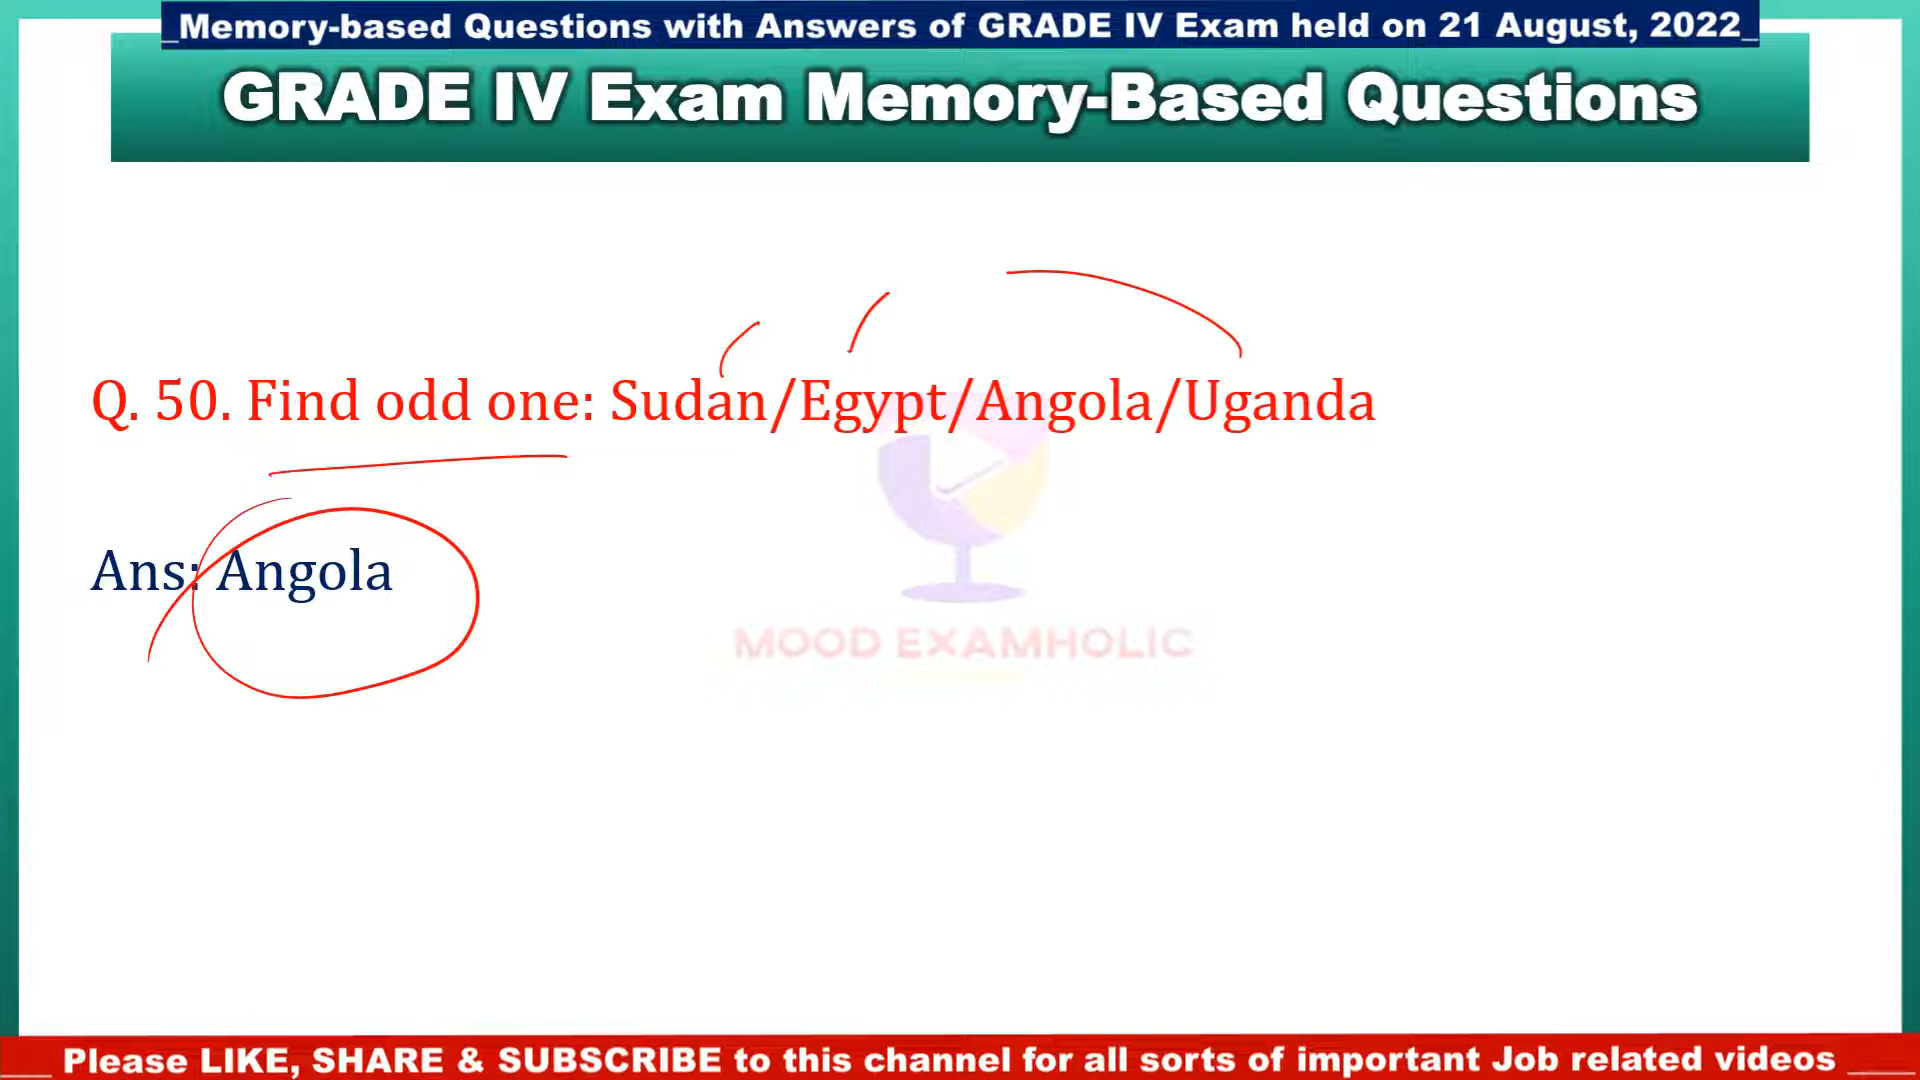 _Memory-based Questions with Answers of GRADE IV Exam held on 21 August, 2022_
GRADE IV Exam Memory-Based Questions
Q. 50. Find odd one: Sudan/Egypt/Angola/Uganda
Ans: Angola
MOOD EXAMHOLIC
___ Please LIKE, SHARE & SUBSCRIBE to this channel for all sorts of important Job related videos ____